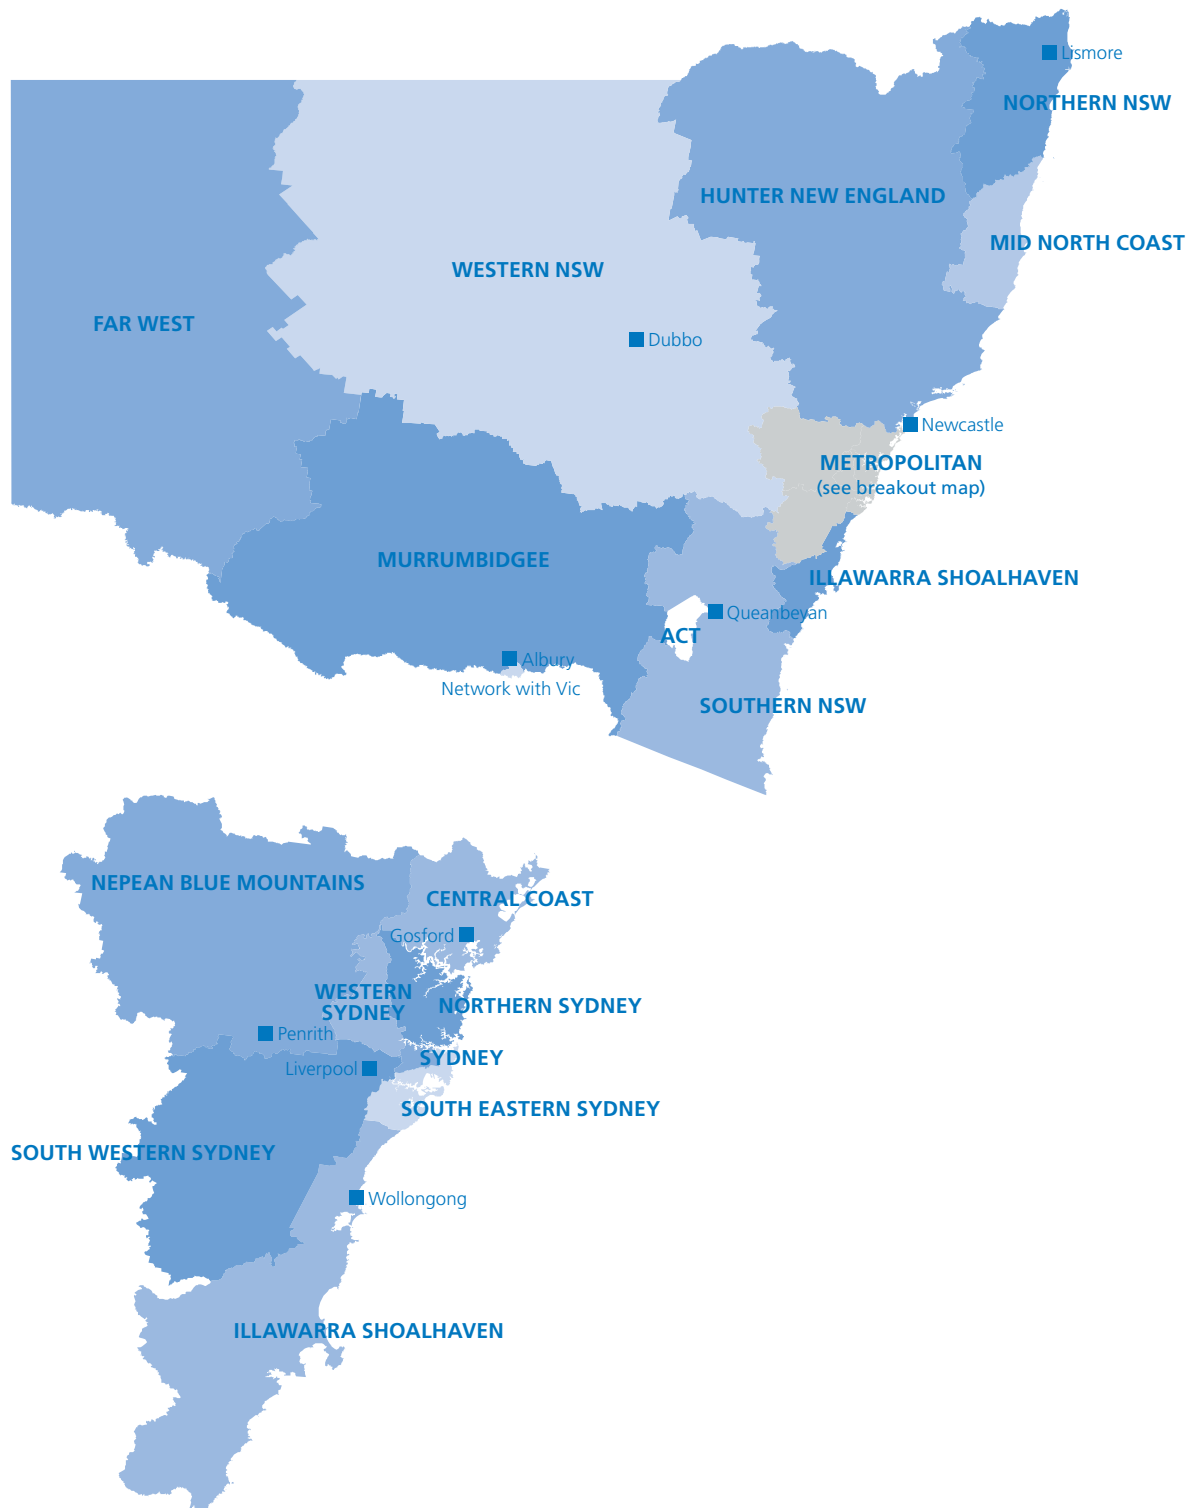 Lismore
NORTHERN NSW
HUNTER NEW ENGLAND
MID NORTH COAST
WESTERN NSW
FAR WEST
Dubbo
Newcastle
METROPOLITAN
(see breakout map)
MURRUMBIDGEE
ILLAWARRA SHOALHAVEN
Queanbeyan
ACT
Albury
Network with Vic
SOUTHERN NSW
NEPEAN BLUE MOUNTAINS
CENTRAL COAST
Gosford
WESTERN
SYDNEY
NORTHERN SYDNEY
Penrith
SYDNEY
Liverpool
SOUTH EASTERN SYDNEY
SOUTH WESTERN SYDNEY
Wollongong
ILLAWARRA SHOALHAVEN